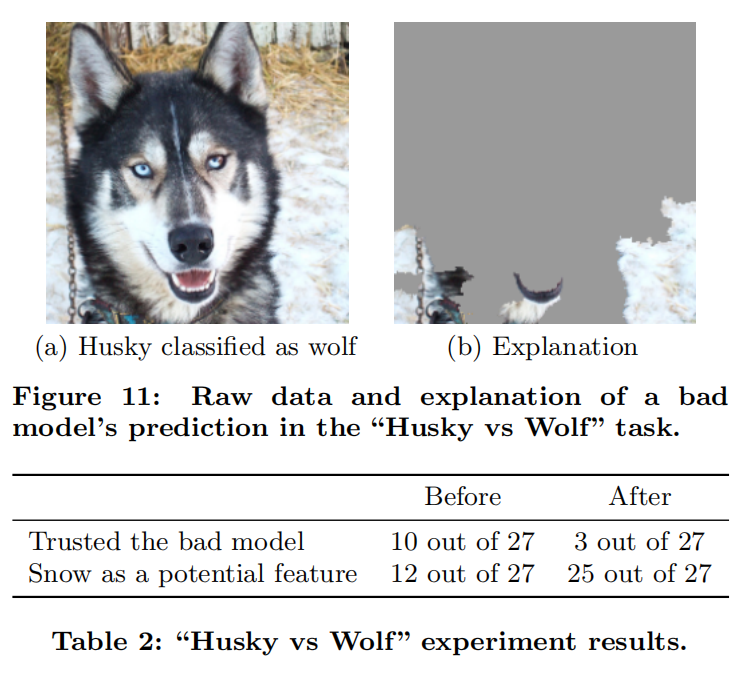 (a) Husky classified as wolf (b) Explanation
Figure 11: Raw data and explanation of a bad
model's prediction in the “Husky vs Wolf” task.
Before After
Trusted the bad model 10 out of 27 3 out of 27
Snow as a potential feature 12 out of 27 25 out of 27
Table 2: “Husky vs Wolf” experiment results.